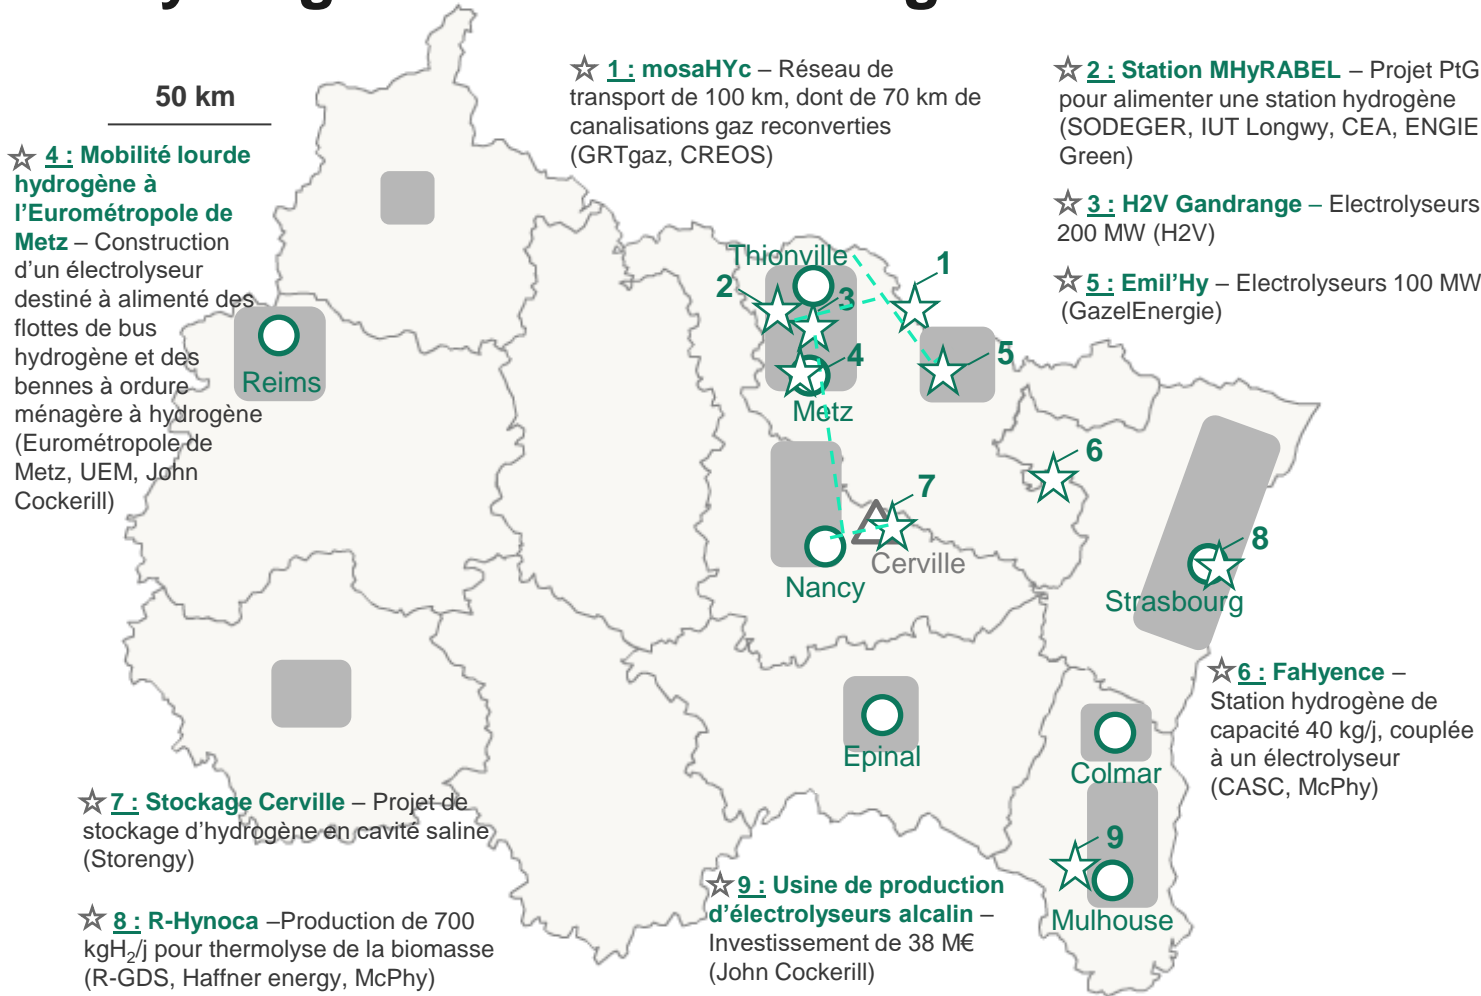 50 km
☆ 1 : mosaHYc – Réseau de
transport de 100 km, dont de 70 km de
canalisations gaz reconverties
(GRTgaz, CREOS)
☆ 2 : Station MHyRABEL – Projet PtG
pour alimenter une station hydrogène
(SODEGER, IUT Longwy, CEA, ENGIE
Green)
☆ 3 : H2V Gandrange – Electrolyseurs
200 MW (H2V)
☆ 5 : Emil’Hy – Electrolyseurs 100 MW
(GazelEnergie)
☆ 4 : Mobilité lourde
hydrogène à
l’Eurométropole de
Metz – Construction
d’un électrolyseur
destiné à alimenté des
flottes de bus
hydrogène et des
bennes à ordure
ménagère à hydrogène
(Eurométropole de
Metz, UEM, John
Cockerill)
Thionville
1
2
3
4
5
Reims
Metz
6
7
Cerville
Nancy
8
Strasbourg
☆ 6 : FaHyence –
Station hydrogène de
capacité 40 kg/j, couplée
à un électrolyseur
(CASC, McPhy)
Epinal
Colmar
9
Mulhouse
☆ 7 : Stockage Cerville – Projet de
stockage d’hydrogène en cavité saline
(Storengy)
☆ 8 : R-Hynoca –Production de 700
kgH₂/j pour thermolyse de la biomasse
(R-GDS, Haffner energy, McPhy)
☆ 9 : Usine de production
d’électrolyseurs alcalin –
Investissement de 38 M€
(John Cockerill)